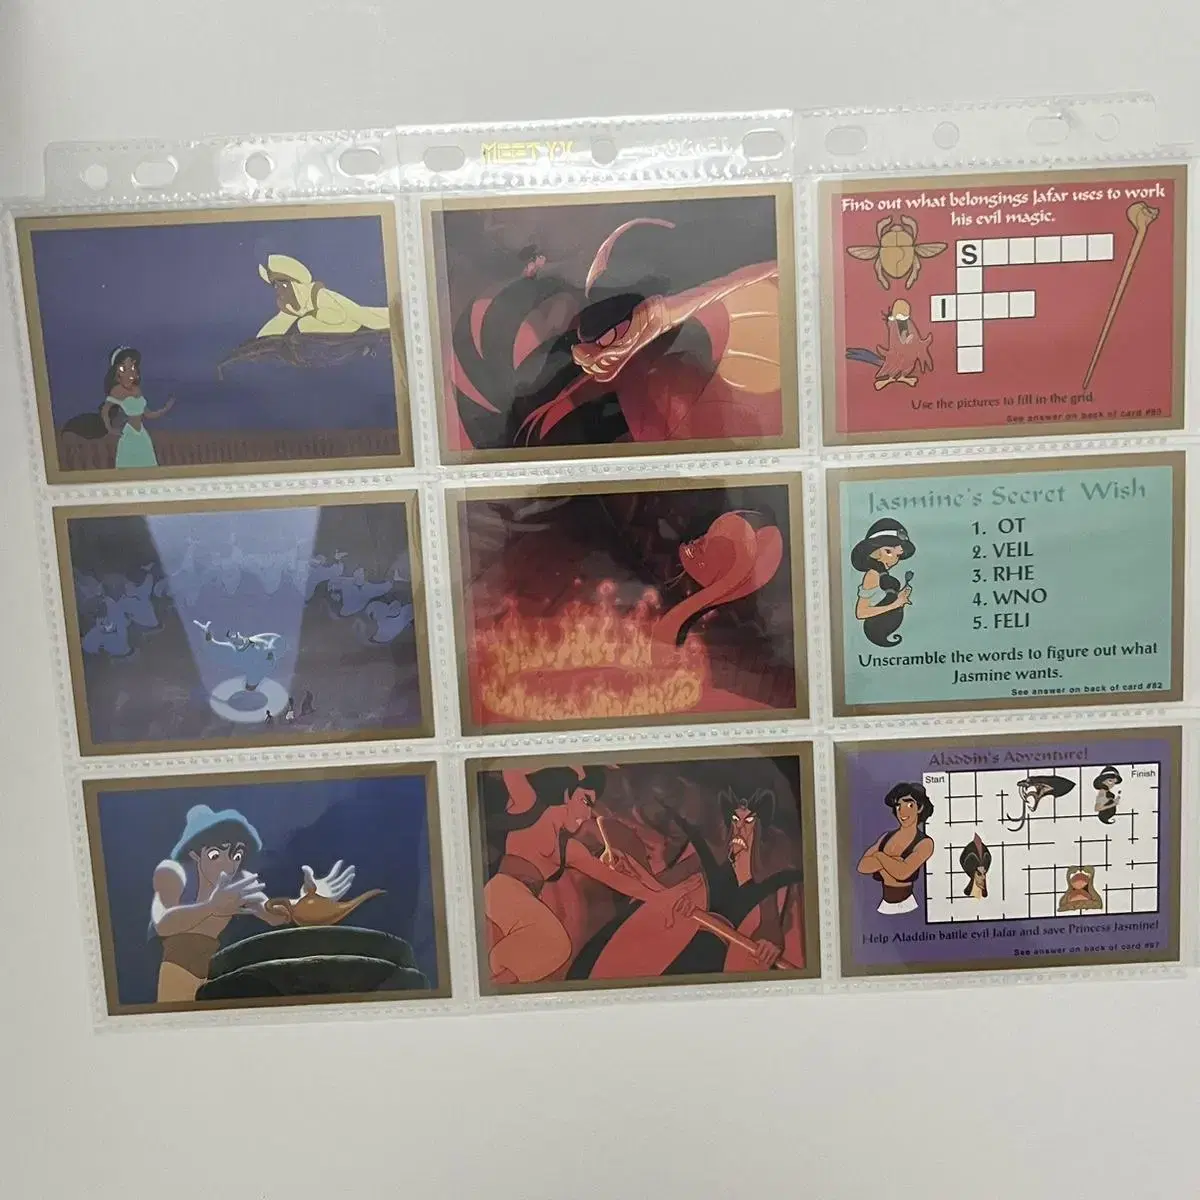 MEET YY
Find out what belongings Jafar uses to work
his evil magic.
S
I
Use the pictures to fill in the grid
See answer on back of card #80
Jasmine's Secret Wish
1. OT
2. VEIL
3. RHE
4. WNO
5. FELI
Unscramble the words to figure out what
Jasmine wants.
See answer on back of card #82
Aladdin's Adventure!
Start
Finish
Help Aladdin battle evil Jafar and save Princess Jasmine!
See answer on back of card #87